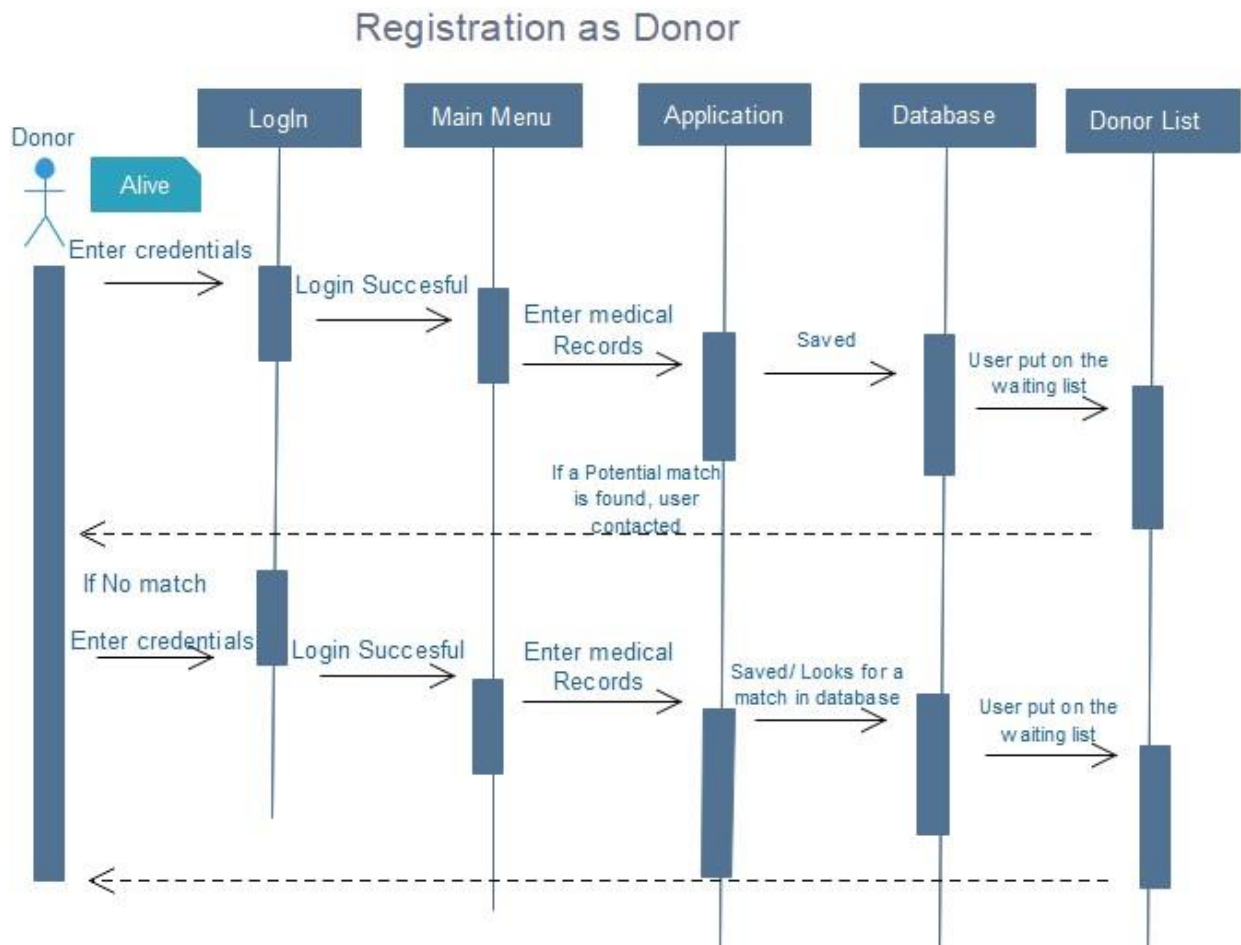 Registration as Donor
LogIn
Main Menu
Application
Database
Donor List
Donor
Alive
Enter credentials
Login Succesful
Enter medical
Records
Saved
User put on the
waiting list
If a Potential match
is found, user
contacted
If No match
Enter credentials
Login Succesful
Enter medical
Records
Saved/ Looks for a
match in database
User put on the
waiting list